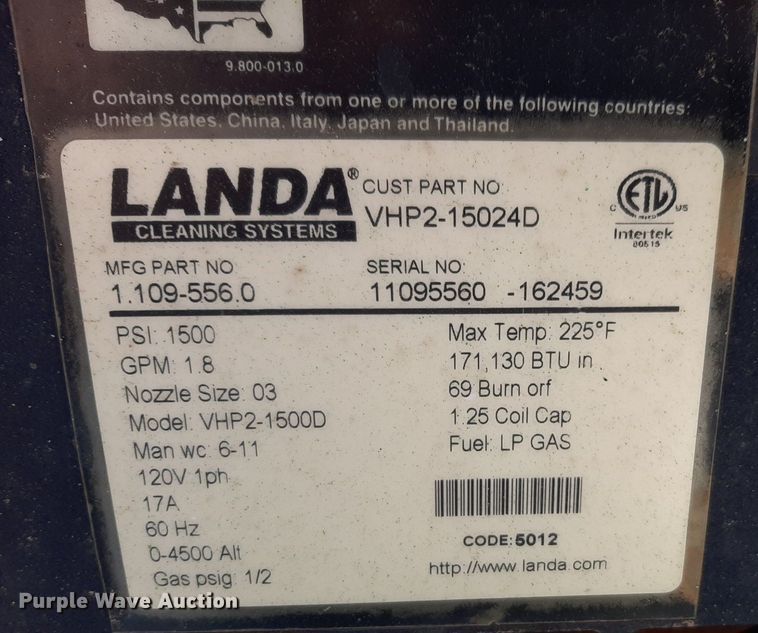 9.800-013.0
Contains components from one or more of the following countries:
United States, China, Italy, Japan and Thailand.
LANDA®
CLEANING SYSTEMS
CUST PART NO:
VHP2-15024D
C ETL US
Intertek
MFG PART NO
1.109-556.0
SERIAL NO:
11095560 -162459
PSI: 1500
GPM: 1.8
Nozzle Size: 03
Model: VHP2-1500D
Man wc: 6-11
120V 1ph
17A
60 Hz
0-4500 Alt
Gas psig: 1/2
Max Temp: 225°F
171,130 BTU in
69 Burn orf
1.25 Coil Cap
Fuel: LP GAS
CODE: 5012
http://www.landa.com
Purple Wave Auction